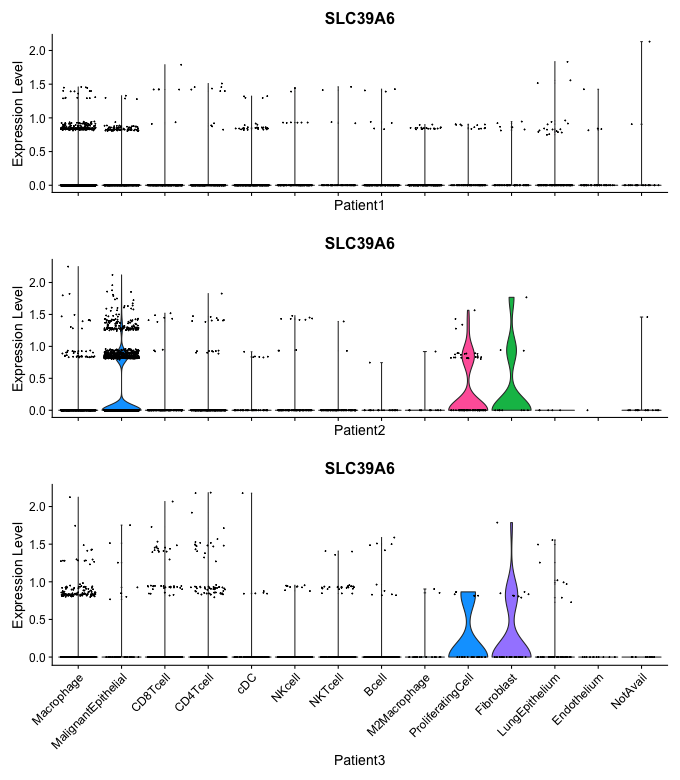 SLC39A6
Expression Level
2.0
1.5
1.0
0.5
0.0
Patient1
SLC39A6
Expression Level
2.0
1.5
1.0
0.5
0.0
Patient2
SLC39A6
Expression Level
2.0
1.5
1.0
0.5
0.0
Macrophage
MalignantEpithelial
CD8Tcell
CD4Tcell
cDC
NKcell
NKTcell
Bcell
M2Macrophage
ProliferatingCell
Fibroblast
LungEpithelium
Endothelium
NotAvail
Patient3